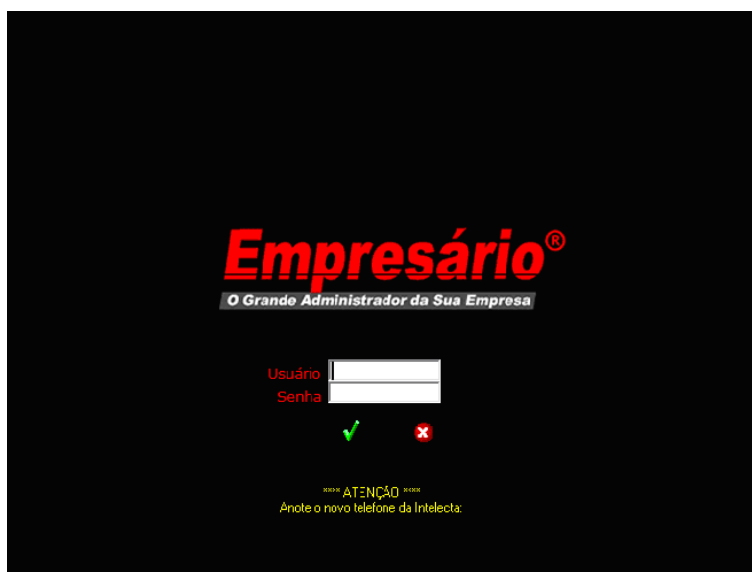 Empresário®
O Grande Administrador da Sua Empresa
Usuário
Senha
**** ATENÇÃO ****
Anote o novo telefone da Intelecta: